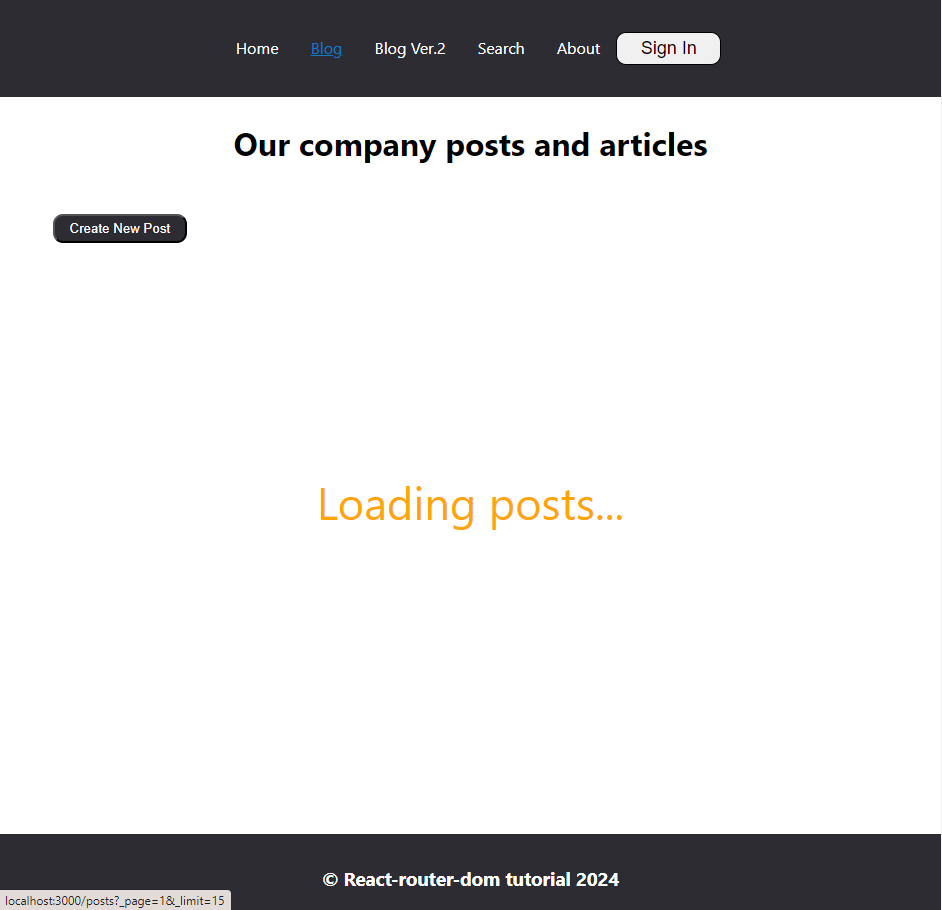 Home Blog Blog Ver.2 Search About Sign In
Our company posts and articles
Create New Post
Loading posts...
© React-router-dom tutorial 2024
localhost:3000/posts?_page=1&_limit=15